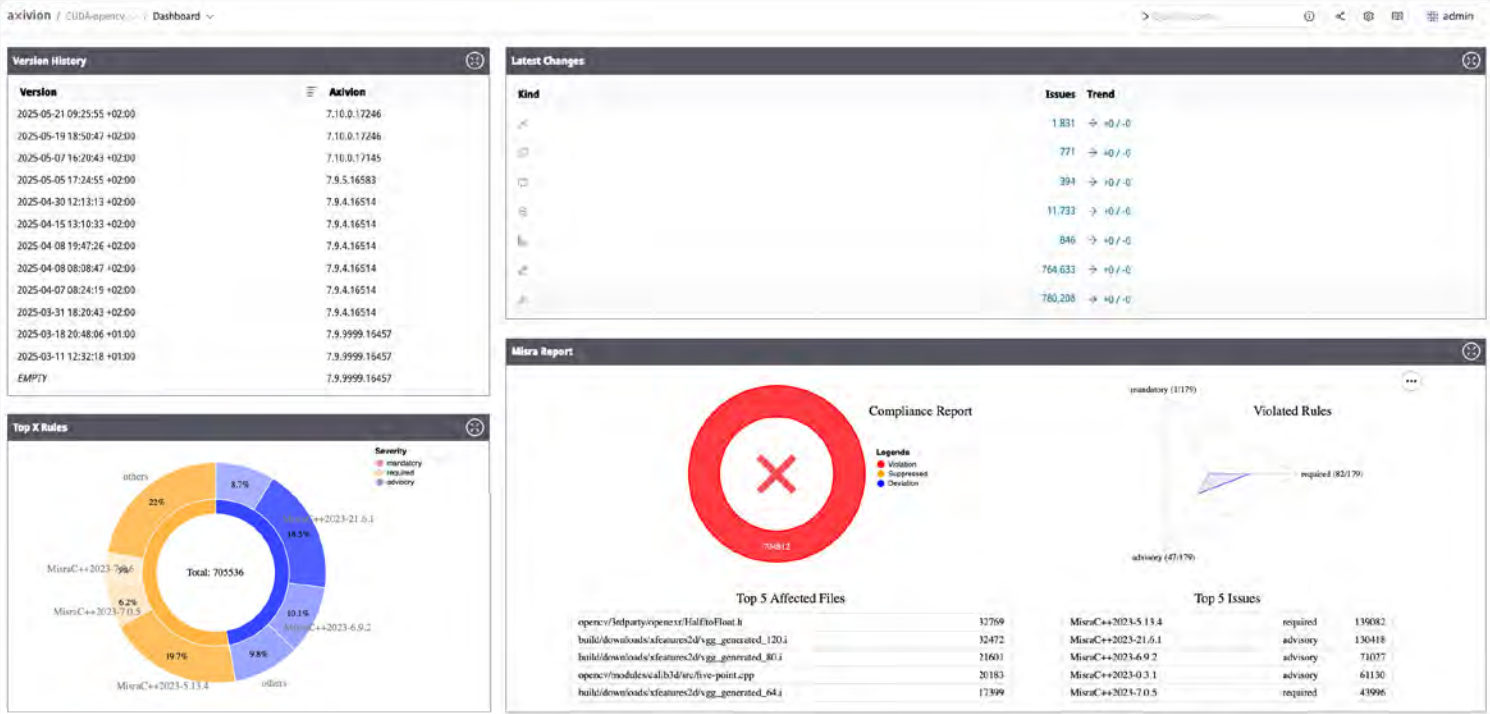 axivion / CUDA-opencv / Dashboard
admin
Version History
Version Axivion
2025-05-21 09:25:55 +02:00 7.10.0.17246
2025-05-19 18:50:47 +02:00 7.10.0.17246
2025-05-07 16:20:43 +02:00 7.10.0.17145
2025-05-05 17:24:55 +02:00 7.9.5.16583
2025-04-30 12:13:13 +02:00 7.9.4.16514
2025-04-15 13:10:33 +02:00 7.9.4.16514
2025-04-08 19:47:26 +02:00 7.9.4.16514
2025-04-08 08:08:47 +02:00 7.9.4.16514
2025-04-07 08:24:19 +02:00 7.9.4.16514
2025-03-31 18:20:43 +02:00 7.9.4.16514
2025-03-18 20:48:06 +01:00 7.9.9999.16457
2025-03-11 12:32:18 +01:00 7.9.9999.16457
EMPTY 7.9.9999.16457
Latest Changes
Kind Issues Trend
1,831 → +0 / -0
771 → +0 / -0
394 → +0 / -0
11,733 → +0 / -0
846 → +0 / -0
764,633 → +0 / -0
780,208 → +0 / -0
Top X Rules
Severity
mandatory
required
advisory
others
22%
8.7%
MisraC++2023-21.6.1
18.5%
Total: 705536
6.2%
MisraC++2023-7.0.5
10.1%
MisraC++2023-6.9.2
19.7%
9.8%
MisraC++2023-5.13.4
others
Misra Report
Compliance Report
Legende
Violation
Suppressed
Deviation
mandatory (1/179)
Violated Rules
required (82/179)
advisory (47/179)
Top 5 Affected Files
opencv/3rdparty/openexr/Half/toFloat.h 32769
build/downloads/xfeatures2d/vgg_generated_120.i 32472
build/downloads/xfeatures2d/vgg_generated_80.i 21601
opencv/modules/calib3d/src/five-point.cpp 20183
build/downloads/xfeatures2d/vgg_generated_64.i 17399
Top 5 Issues
MisraC++2023-5.13.4 required 139082
MisraC++2023-21.6.1 advisory 130418
MisraC++2023-6.9.2 advisory 71027
MisraC++2023-0.3.1 advisory 61130
MisraC++2023-7.0.5 required 43996